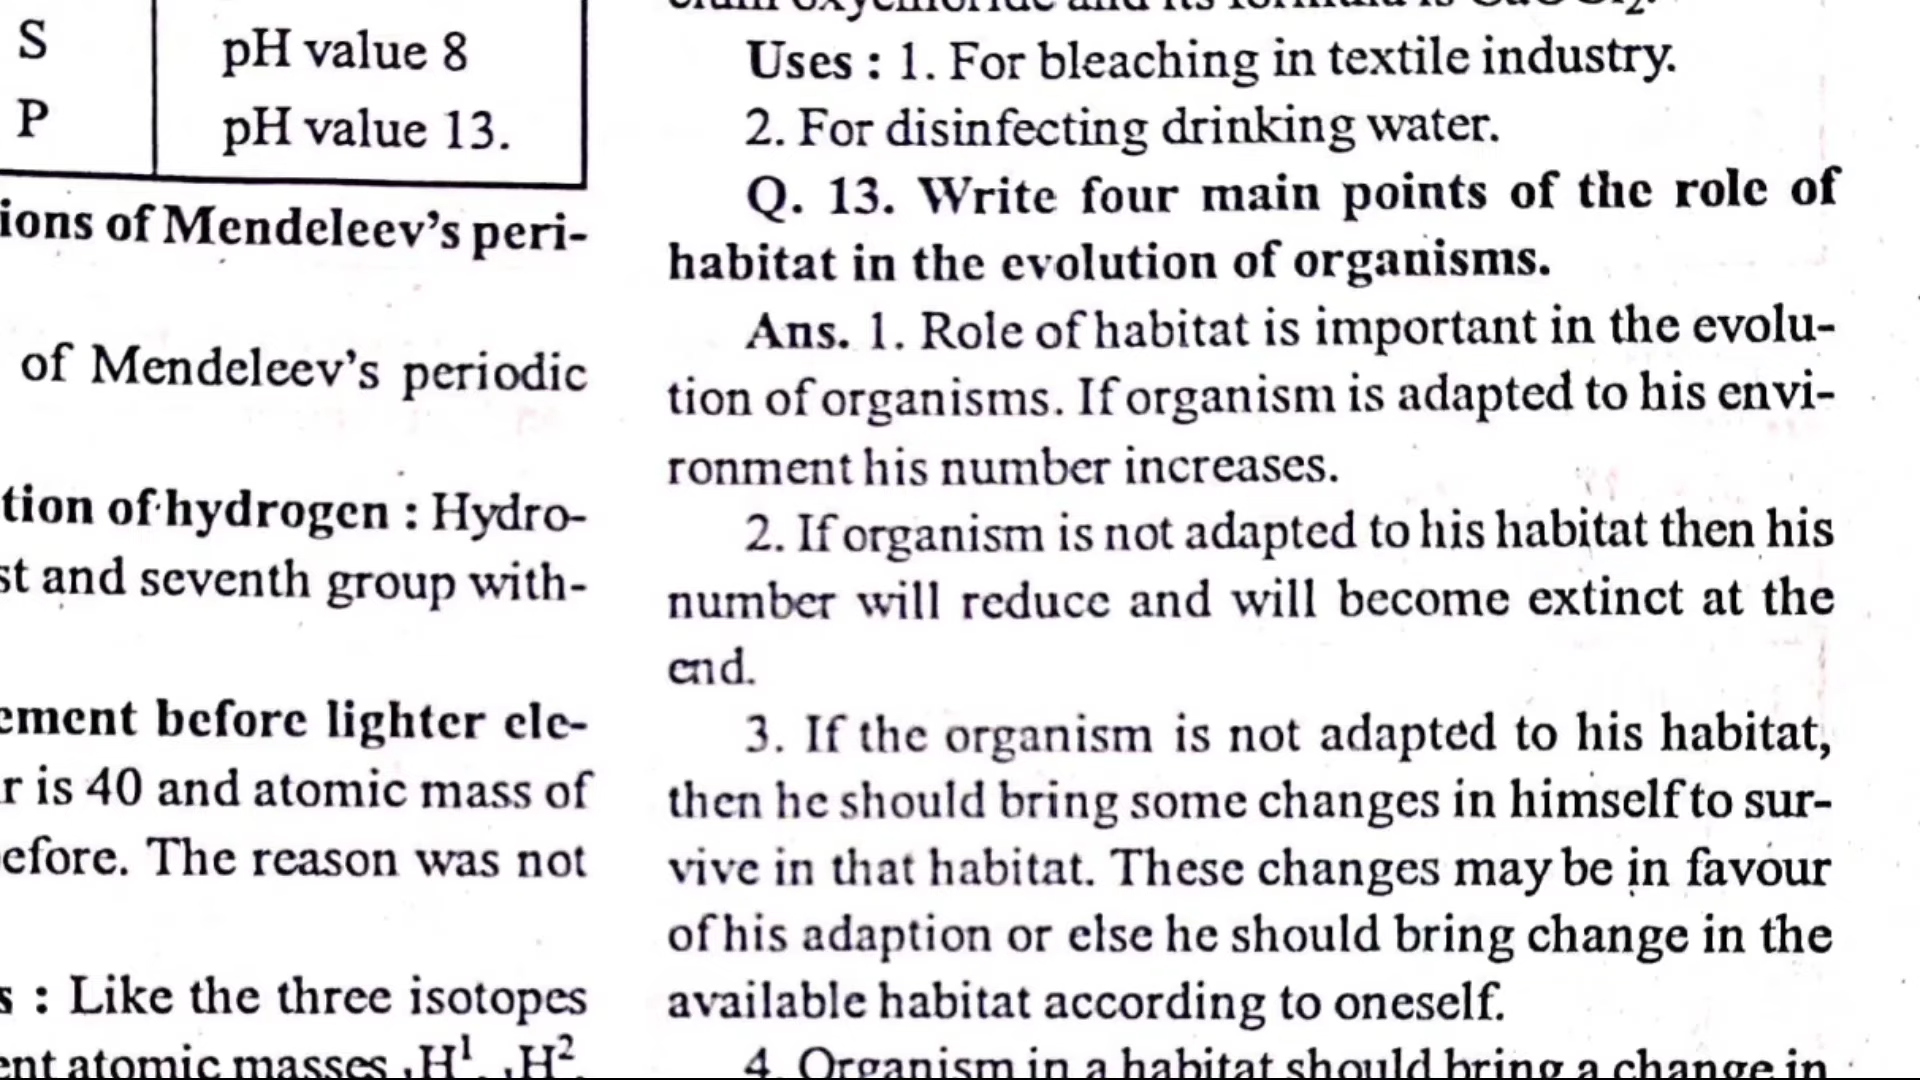 S pH value 8
P pH value 13.
ions of Mendeleev's peri-
of Mendeleev's periodic
tion of hydrogen : Hydro-
st and seventh group with-
ement before lighter ele-
r is 40 and atomic mass of
efore. The reason was not
s : Like the three isotopes
ent atomic masses ₁H¹, ₁H²,
and its formula is
Uses : 1. For bleaching in textile industry.
2. For disinfecting drinking water.
Q. 13. Write four main points of the role of
habitat in the evolution of organisms.
Ans. 1. Role of habitat is important in the evolu-
tion of organisms. If organism is adapted to his envi-
ronment his number increases.
2. If organism is not adapted to his habitat then his
number will reduce and will become extinct at the
end.
3. If the organism is not adapted to his habitat,
then he should bring some changes in himself to sur-
vive in that habitat. These changes may be in favour
of his adaption or else he should bring change in the
available habitat according to oneself.
4. Organism in a habitat should bring a change in